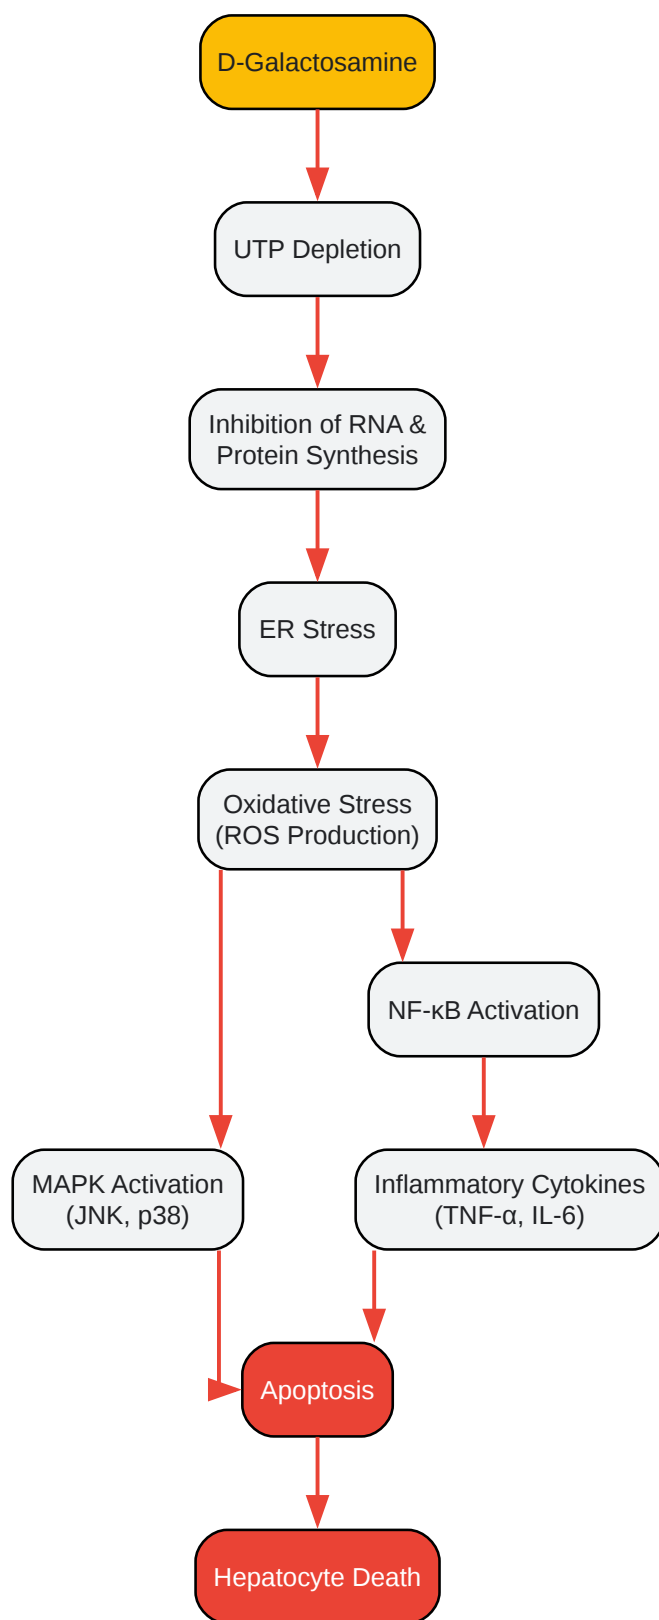 D-Galactosamine
UTP Depletion
Inhibition of RNA &
Protein Synthesis
ER Stress
Oxidative Stress
(ROS Production)
NF-κB Activation
MAPK Activation
(JNK, p38)
Inflammatory Cytokines
(TNF-α, IL-6)
Apoptosis
Hepatocyte Death